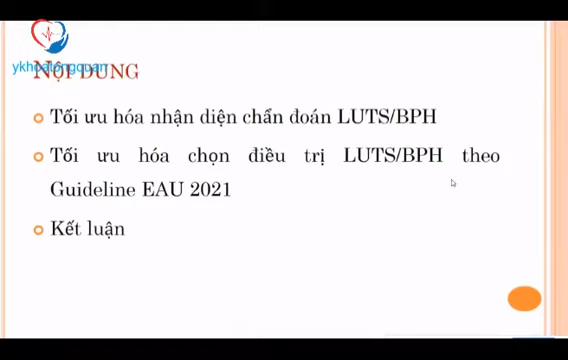 ykhoatongquan
NỘI DUNG
Tối ưu hóa nhận diện chẩn đoán LUTS/BPH
Tối ưu hóa chọn điều trị LUTS/BPH theo
Guideline EAU 2021
Kết luận